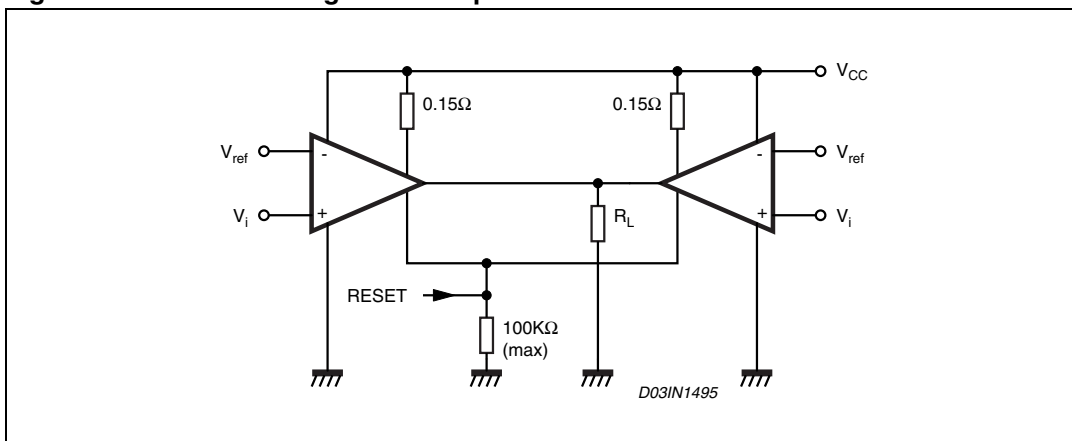 V_CC
0.15Ω
0.15Ω
V_ref
-
-
V_ref
V_i
+
R_L
+
V_i
RESET
100KΩ
(max)
D03IN1495